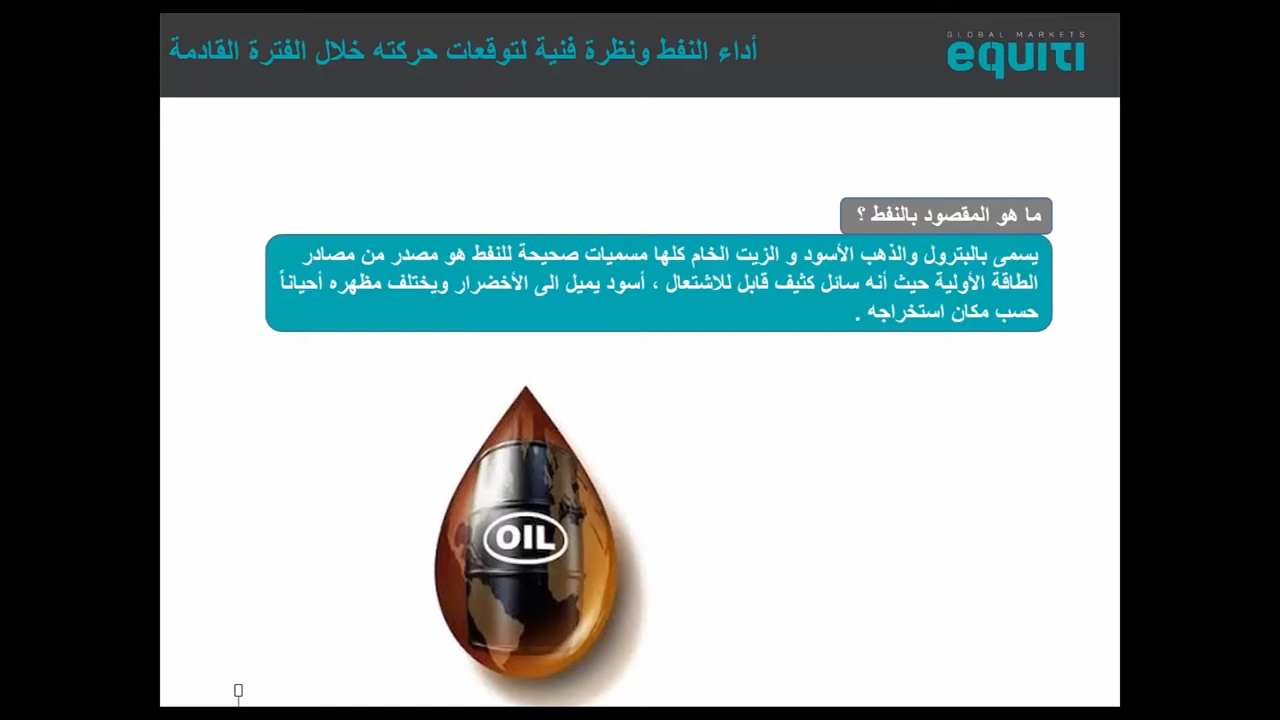 أداء النفط ونظرة فنية لتوقعات حركته خلال الفترة القادمة
GLOBAL MARKETS
equiti
ما هو المقصود بالنفط ؟
يسمى بالبترول والذهب الأسود و الزيت الخام كلها مسميات صحيحة للنفط هو مصدر من مصادر
الطاقة الأولية حيث أنه سائل كثيف قابل للاشتعال ، أسود يميل الى الأخضرار ويختلف مظهره أحياناً
حسب مكان استخراجه .
OIL